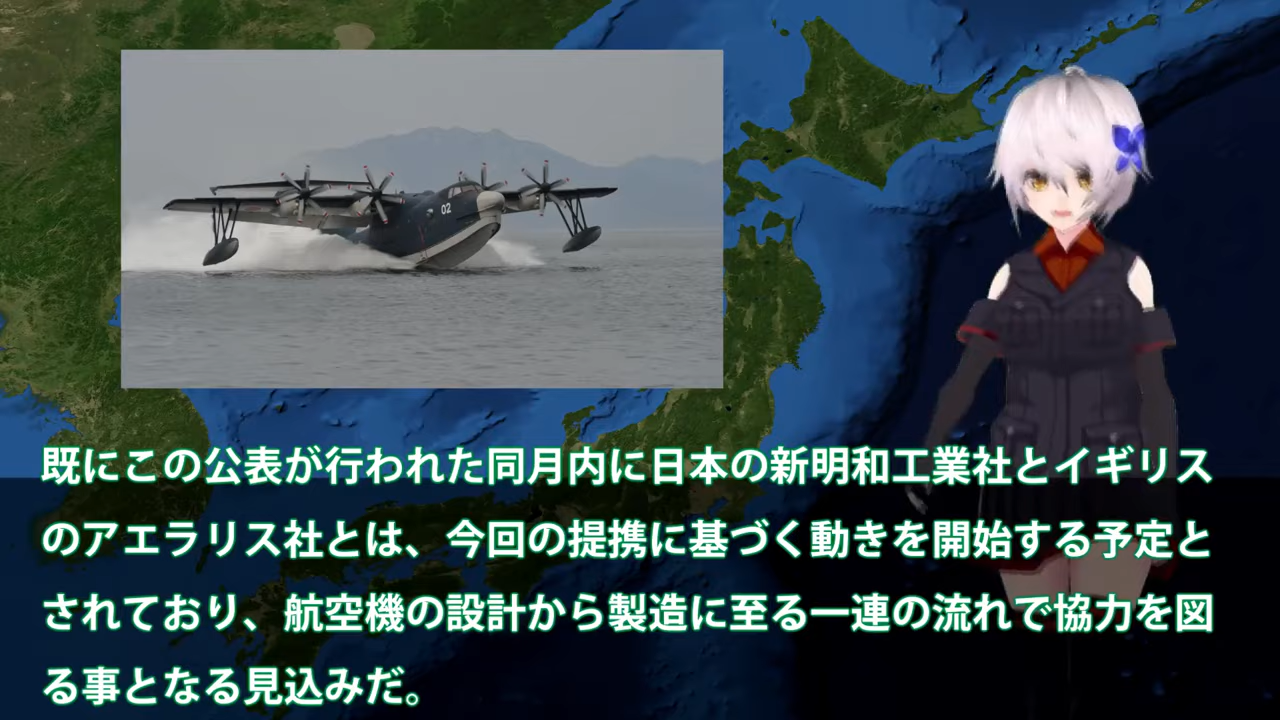 02
既にこの公表が行われた同月内に日本の新明和工業社とイギリス
のアエラリス社とは、今回の提携に基づく動きを開始する予定と
されており、航空機の設計から製造に至る一連の流れで協力を図
る事となる見込みだ。